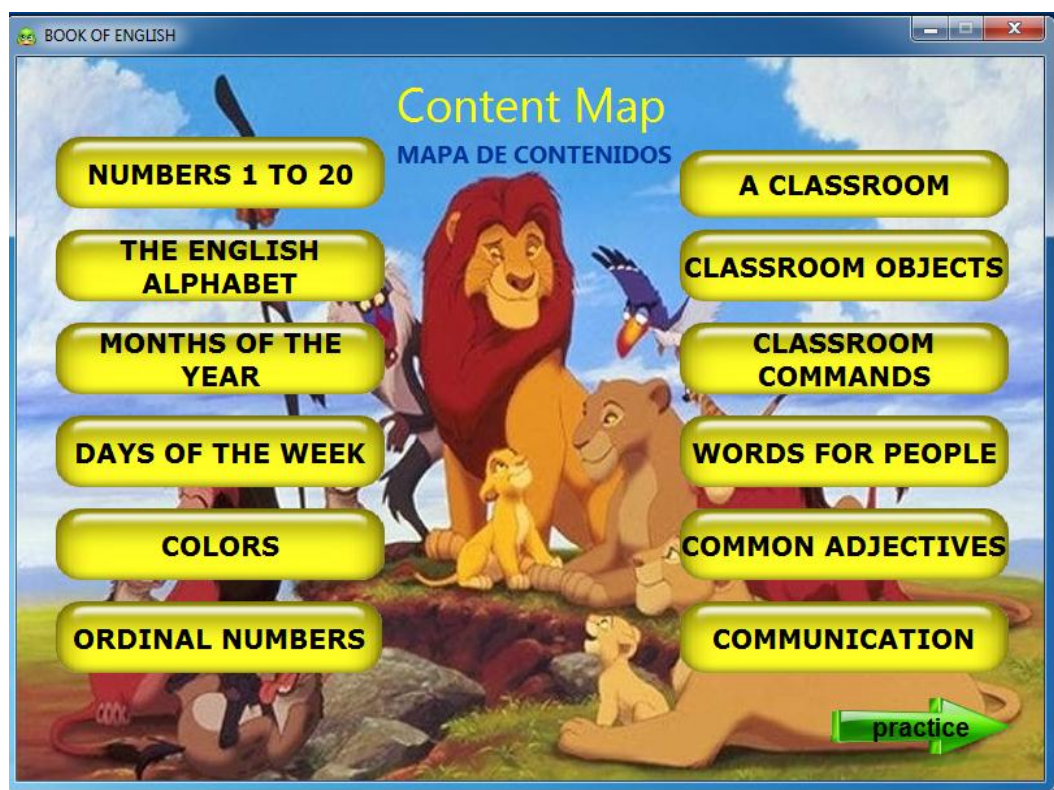 BOOK OF ENGLISH
Content Map
MAPA DE CONTENIDOS
NUMBERS 1 TO 20
THE ENGLISH
ALPHABET
MONTHS OF THE
YEAR
DAYS OF THE WEEK
COLORS
ORDINAL NUMBERS
A CLASSROOM
CLASSROOM OBJECTS
CLASSROOM
COMMANDS
WORDS FOR PEOPLE
COMMON ADJECTIVES
COMMUNICATION
practice